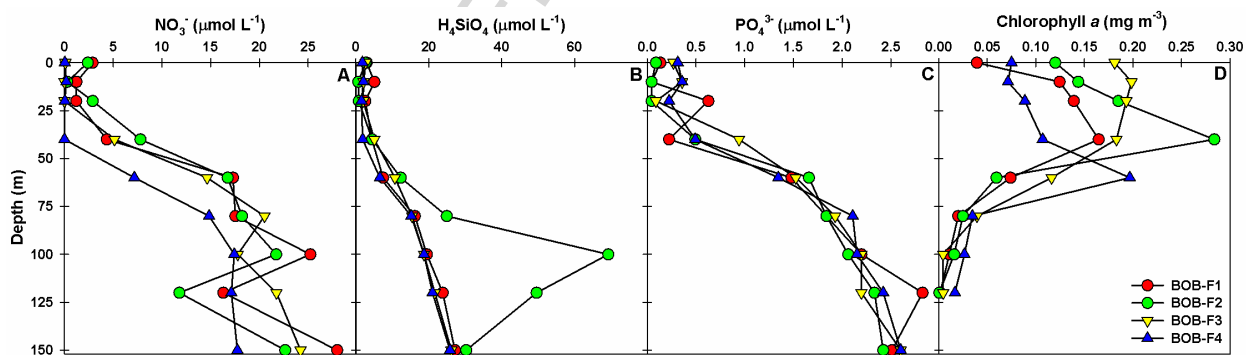 NO₃⁻ (μmol L⁻¹)
H₄SiO₄ (μmol L⁻¹)
PO₄³⁻ (μmol L⁻¹)
Chlorophyll a (mg m⁻³)
0 5 10 15 20 25
0 20 40 60
0.0 0.5 1.0 1.5 2.0 2.5
0.00 0.05 0.10 0.15 0.20 0.25 0.30
0
25
50
75
100
125
150
Depth (m)
A
B
C
D
BOB-F1
BOB-F2
BOB-F3
BOB-F4